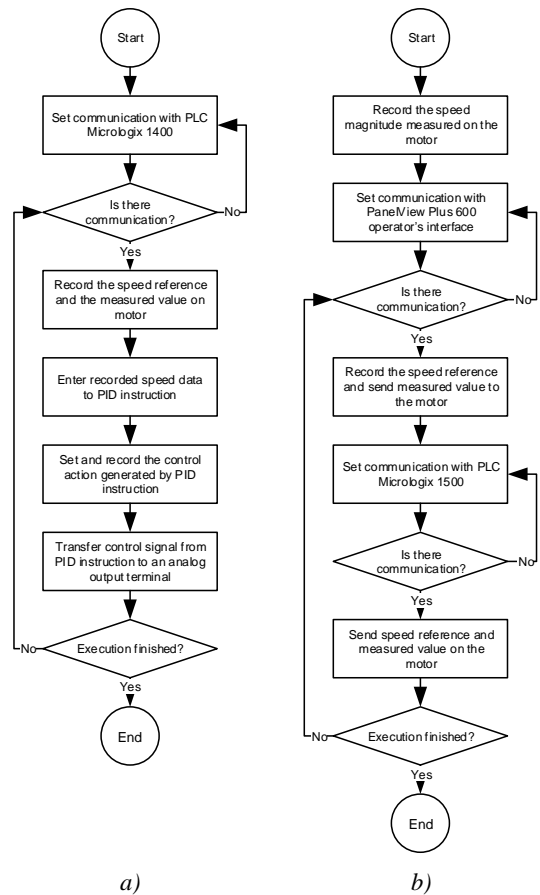 Start
Set communication with PLC
Micrologix 1400
Is there
communication?
No
Yes
Record the speed reference
and the measured value on
motor
Enter recorded speed data
to PID instruction
Set and record the control
action generated by PID
instruction
Transfer control signal from
PID instruction to an analog
output terminal
Execution finished?
No
Yes
End
a)
Start
Record the speed
magnitude measured on the
motor
Set communication with
PanelView Plus 600
operator's interface
Is there
communication?
No
Yes
Record the speed reference
and send measured value to
the motor
Set communication with PLC
Micrologix 1500
Is there
communication?
No
Yes
Send speed reference and
measured value on the
motor
Execution finished?
No
Yes
End
b)